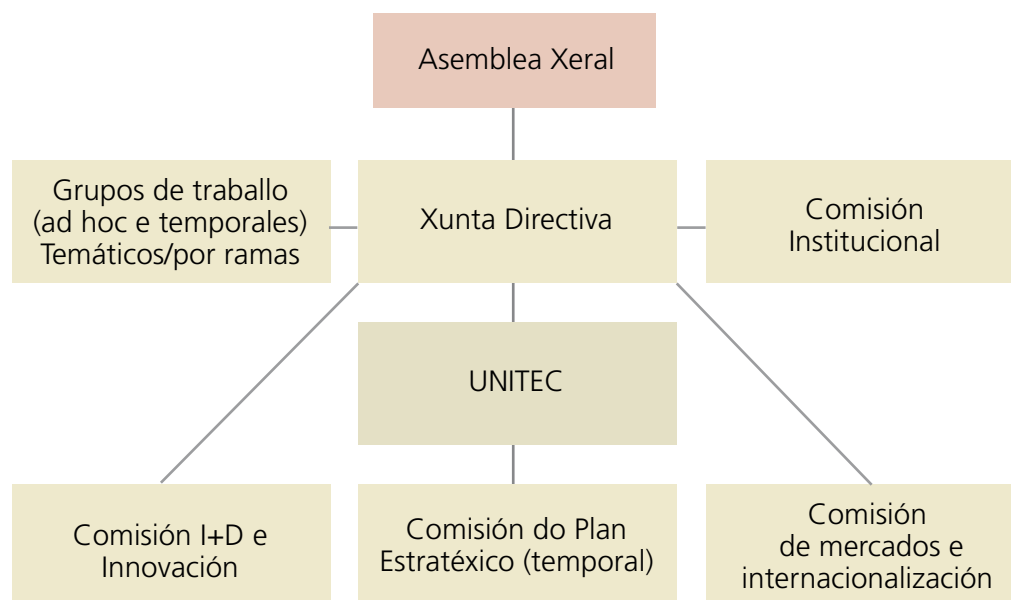 Asemblea Xeral
Grupos de traballo
(ad hoc e temporales)
Temáticos/por ramas
Xunta Directiva
Comisión
Institucional
UNITEC
Comisión I+D e
Innovación
Comisión do Plan
Estratéxico (temporal)
Comisión
de mercados e
internacionalización